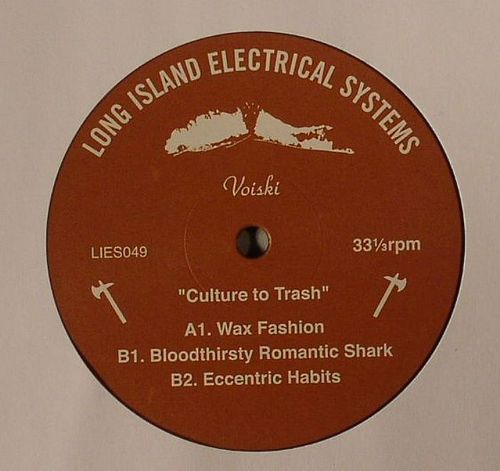 LONG ISLAND ELECTRICAL SYSTEMS
Voiski
LIES049
33⅓rpm
"Culture to Trash"
A1. Wax Fashion
B1. Bloodthirsty Romantic Shark
B2. Eccentric Habits